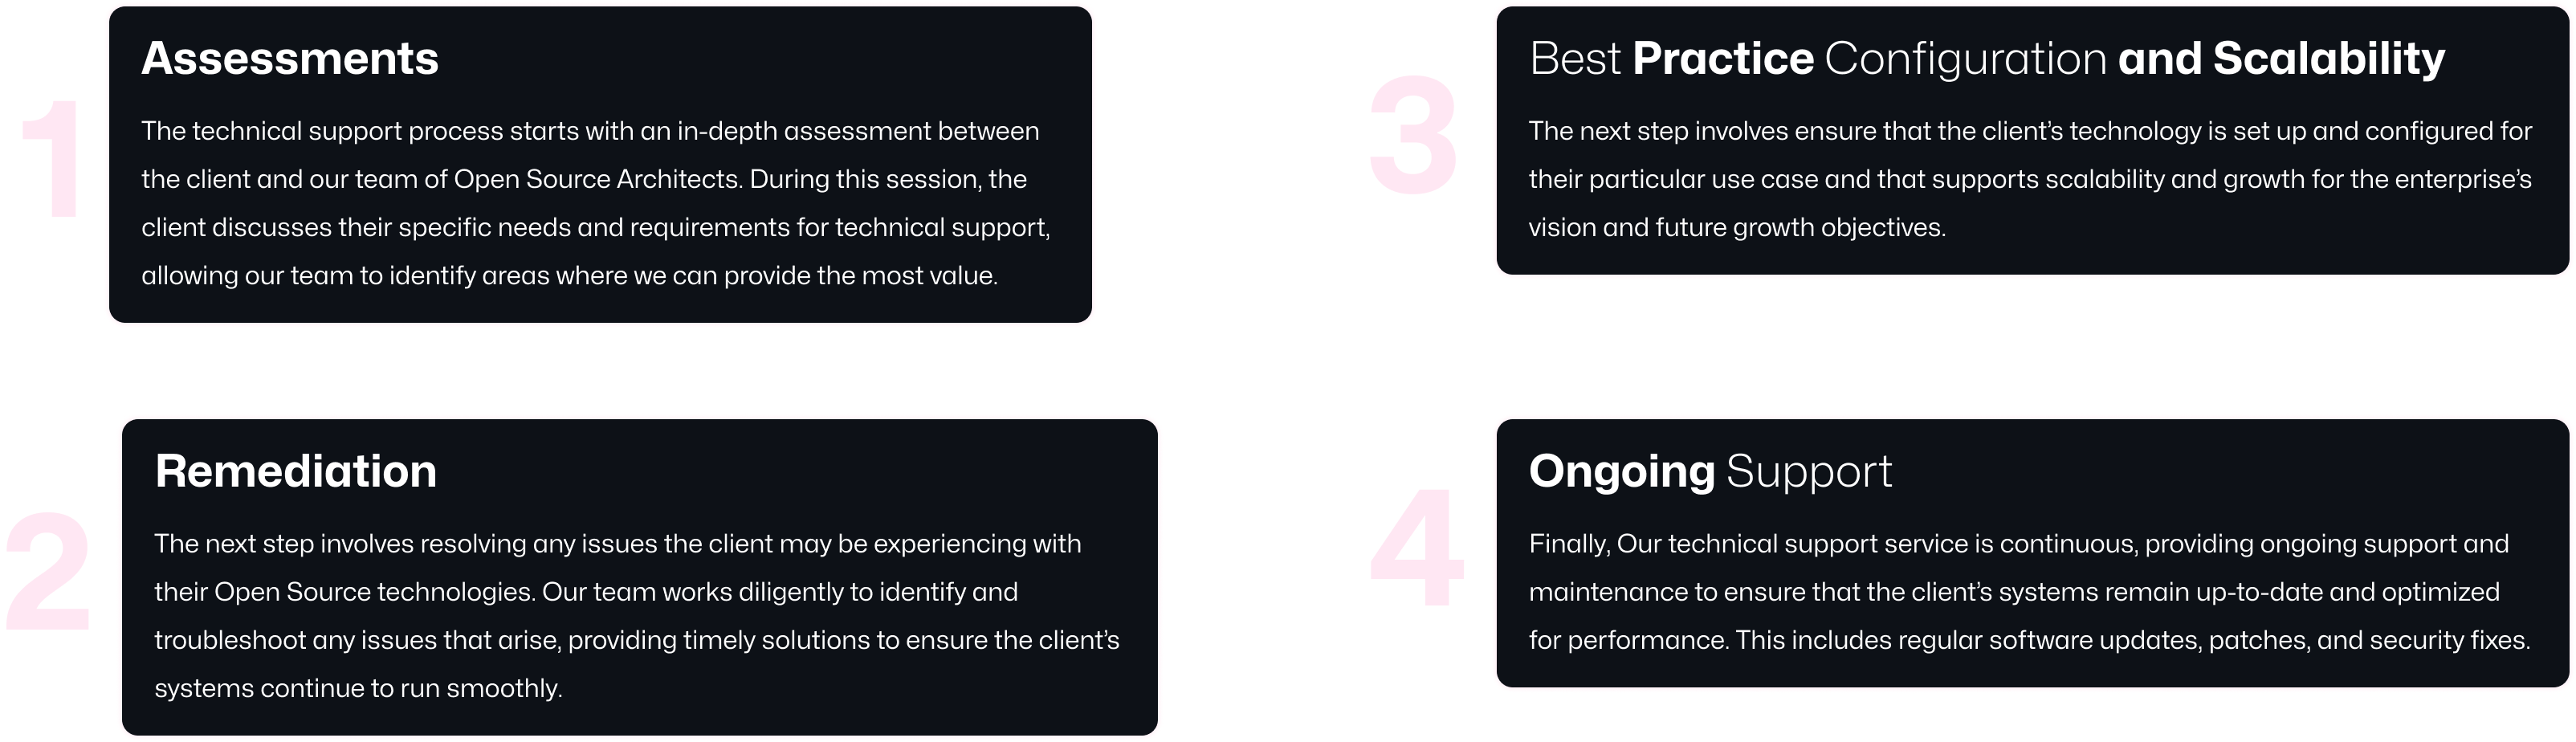 1
Assessments
The technical support process starts with an in-depth assessment between
the client and our team of Open Source Architects. During this session, the
client discusses their specific needs and requirements for technical support,
allowing our team to identify areas where we can provide the most value.
2
Remediation
The next step involves resolving any issues the client may be experiencing with
their Open Source technologies. Our team works diligently to identify and
troubleshoot any issues that arise, providing timely solutions to ensure the client’s
systems continue to run smoothly.
3
Best Practice Configuration and Scalability
The next step involves ensure that the client’s technology is set up and configured for
their particular use case and that supports scalability and growth for the enterprise’s
vision and future growth objectives.
4
Ongoing Support
Finally, Our technical support service is continuous, providing ongoing support and
maintenance to ensure that the client’s systems remain up-to-date and optimized
for performance. This includes regular software updates, patches, and security fixes.